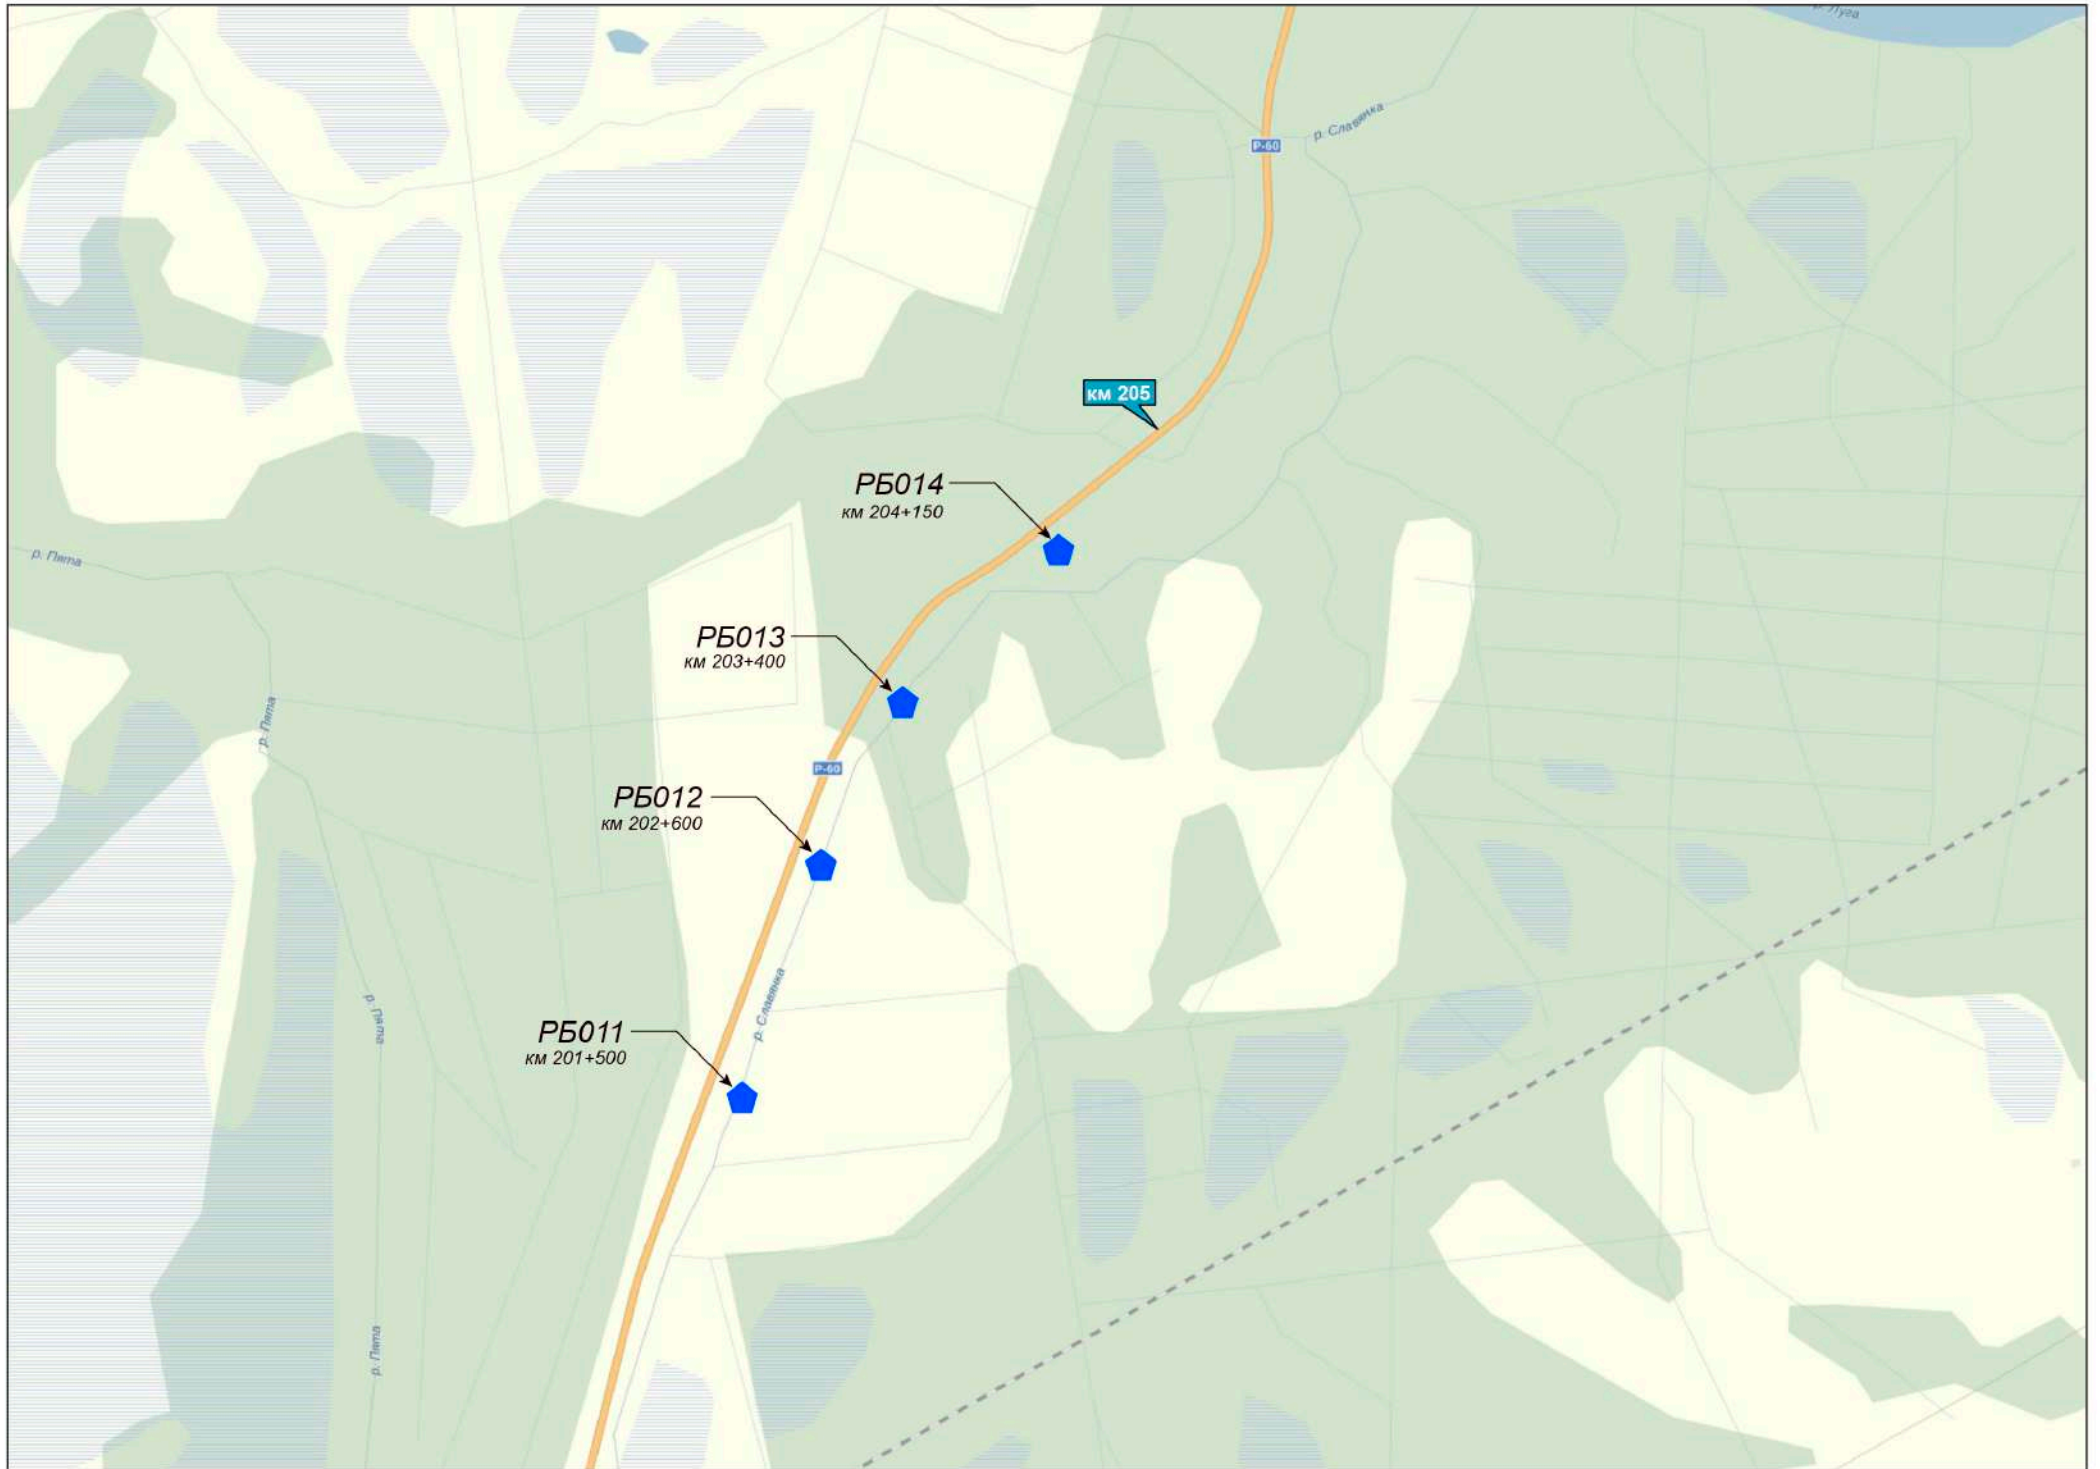 р. Луга
р. Славянка
Р-60
км 205
РБ014
км 204+150
р. Пята
РБ013
км 203+400
р. Пята
Р-60
РБ012
км 202+600
р. Славянка
р. Пята
РБ011
км 201+500
р. Пята